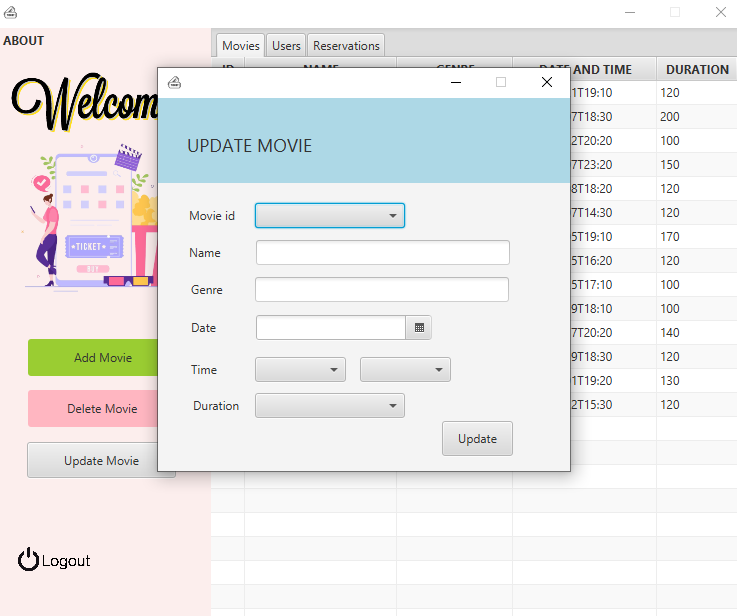 ABOUT
Welcom
TICKET
BUY
Add Movie
Delete Movie
Update Movie
Logout
Movies
Users
Reservations
ID NAME GENRE DATE AND TIME DURATION
1T19:10 120
7T18:30 200
2T20:20 100
7T23:20 150
8T18:20 120
7T14:30 120
5T19:10 170
5T16:20 120
5T17:10 100
9T18:10 100
7T20:20 140
9T18:30 120
1T19:20 130
2T15:30 120
UPDATE MOVIE
Movie id
Name
Genre
Date
Time
Duration
Update